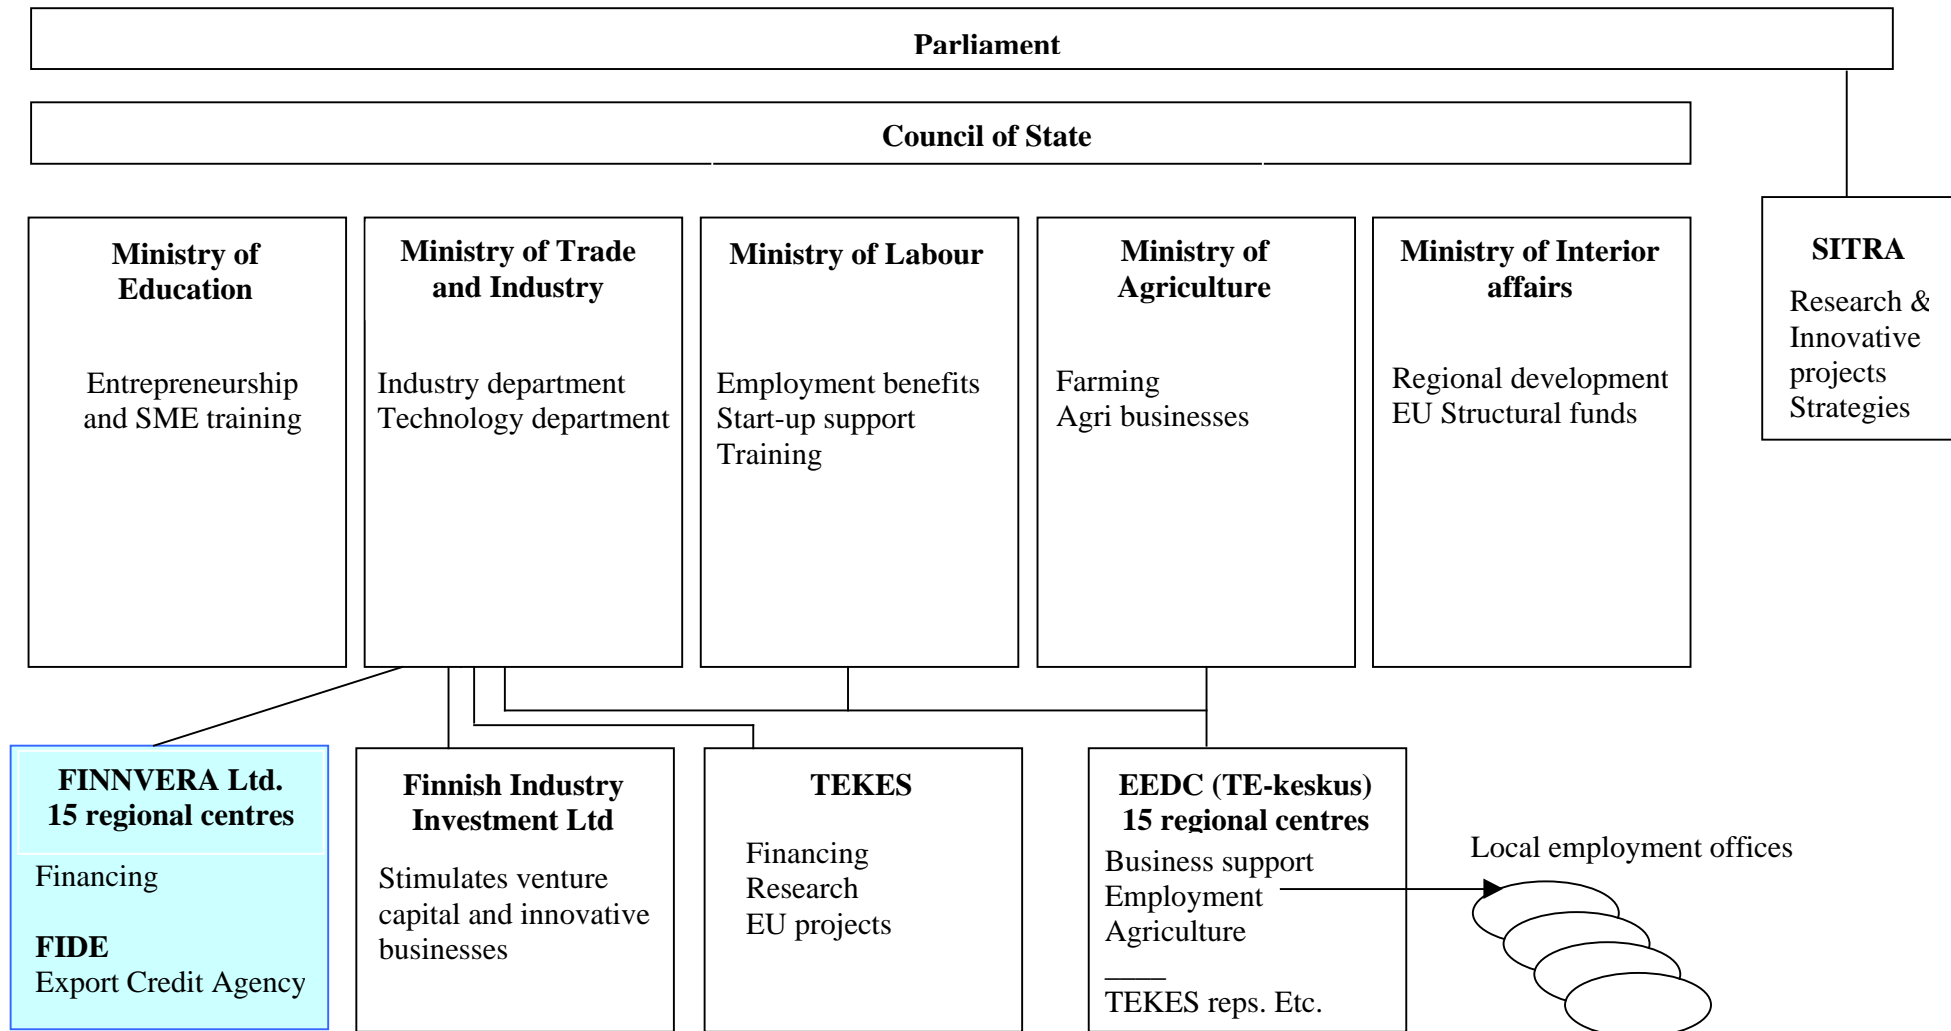 Parliament
Council of State
Ministry of
Education
Entrepreneurship
and SME training
Ministry of Trade
and Industry
Industry department
Technology department
Ministry of Labour
Employment benefits
Start-up support
Training
Ministry of
Agriculture
Farming
Agri businesses
Ministry of Interior
affairs
Regional development
EU Structural funds
SITRA
Research &
Innovative
projects
Strategies
FINNVERA Ltd.
15 regional centres
Financing
FIDE
Export Credit Agency
Finnish Industry
Investment Ltd
Stimulates venture
capital and innovative
businesses
TEKES
Financing
Research
EU projects
EEDC (TE-keskus)
15 regional centres
Business support
Employment
Agriculture
____
TEKES reps. Etc.
Local employment offices